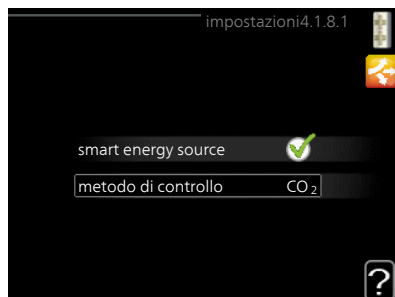 impostazioni4.1.8.1
smart energy source
metodo di controllo CO₂
?